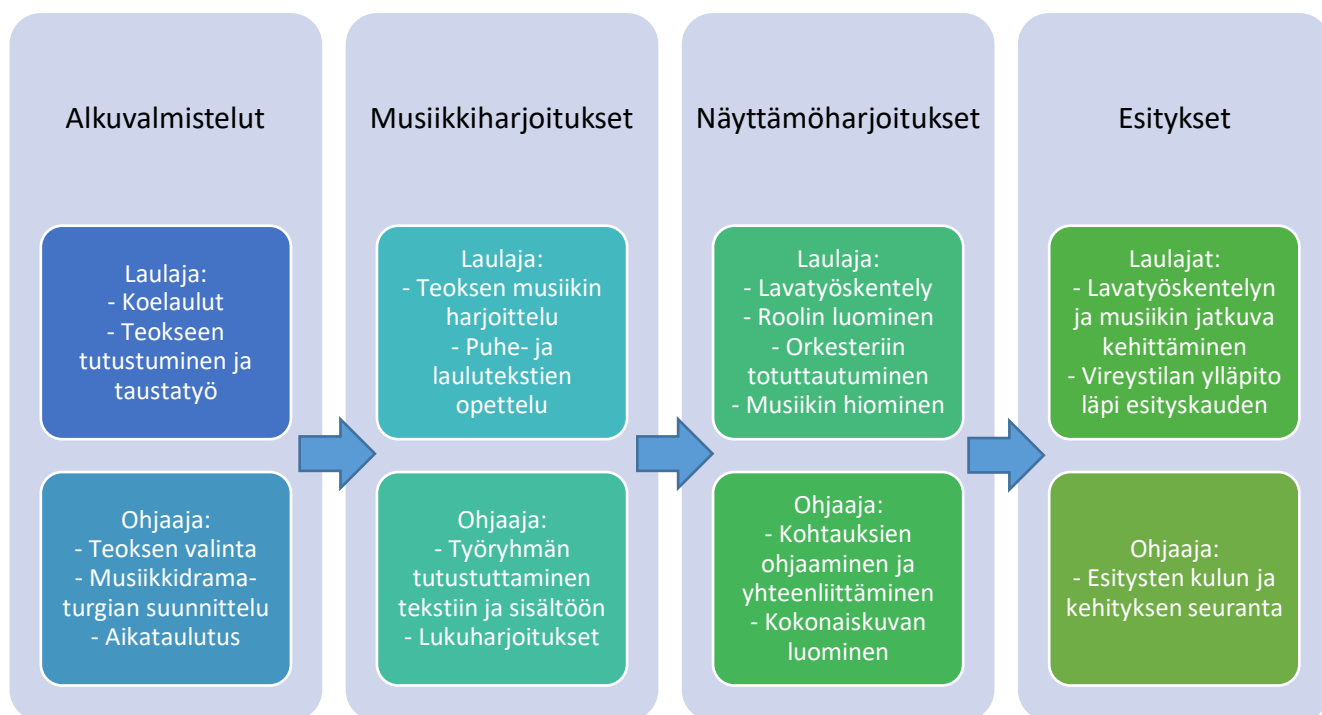 Alkuvalmistelut
Laulaja:
- Koelaulut
- Teokseen
tutustuminen ja
taustatyö
Ohjaaja:
- Teoksen valinta
- Musiikkidrama-
turgian suunnittelu
- Aikataulutus
Musiikkiharjoitukset
Laulaja:
- Teoksen musiikin
harjoittelu
- Puhe- ja
laulutekstien
opettelu
Ohjaaja:
- Työryhmän
tutustuttaminen
tekstiin ja sisältöön
- Lukuharjoitukset
Näyttämöharjoitukset
Laulaja:
- Lavatyöskentely
- Roolin luominen
- Orkesteriin
totuttautuminen
- Musiikin hiominen
Ohjaaja:
- Kohtauksien
ohjaaminen ja
yhteenliittäminen
- Kokonaiskuvan
luominen
Esitykset
Laulajat:
- Lavatyöskentelyn
ja musiikin jatkuva
kehittäminen
- Vireystilan ylläpito
läpi esityskauden
Ohjaaja:
- Esitysten kulun ja
kehityksen seuranta